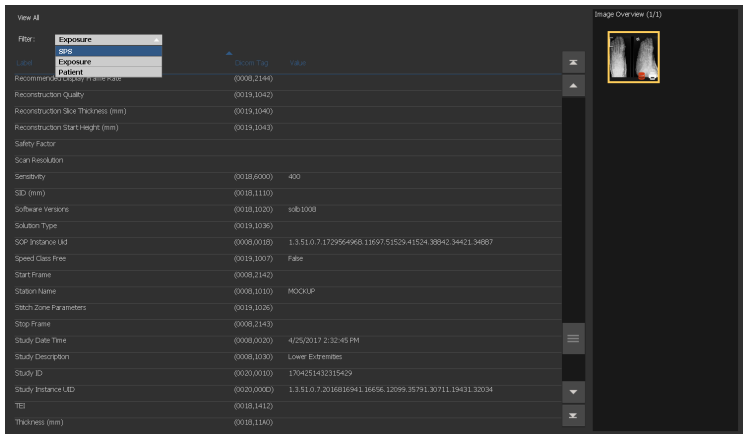 View All
Image Overview (1/1)
Filter: Exposure
SPS
Exposure
Patient
Label Dicom Tag Value
Recommended Display Frame Rate (0008,2144)
Reconstruction Quality (0019,1042)
Reconstruction Slice Thickness (mm) (0019,1040)
Reconstruction Start Height (mm) (0019,1043)
Safety Factor
Scan Resolution
Sensitivity (0018,6000) 400
SID (mm) (0018,1110)
Software Versions (0018,1020) solb1008
Solution Type (0019,1036)
SOP Instance Uid (0008,0018) 1.3.51.0.7.1729564968.11697.51529.41524.38842.34421.34887
Speed Class Free (0019,1007) False
Start Frame (0008,2142)
Station Name (0008,1010) MOCKUP
Stitch Zone Parameters (0019,1026)
Stop Frame (0008,2143)
Study Date Time (0008,0020) 4/25/2017 2:32:45 PM
Study Description (0008,1030) Lower Extremities
Study ID (0020,0010) 1704251432315429
Study Instance UID (0020,000D) 1.3.51.0.7.2016816941.16656.12099.35791.30711.19431.32034
TEI (0018,1412)
Thickness (mm) (0018,11A0)